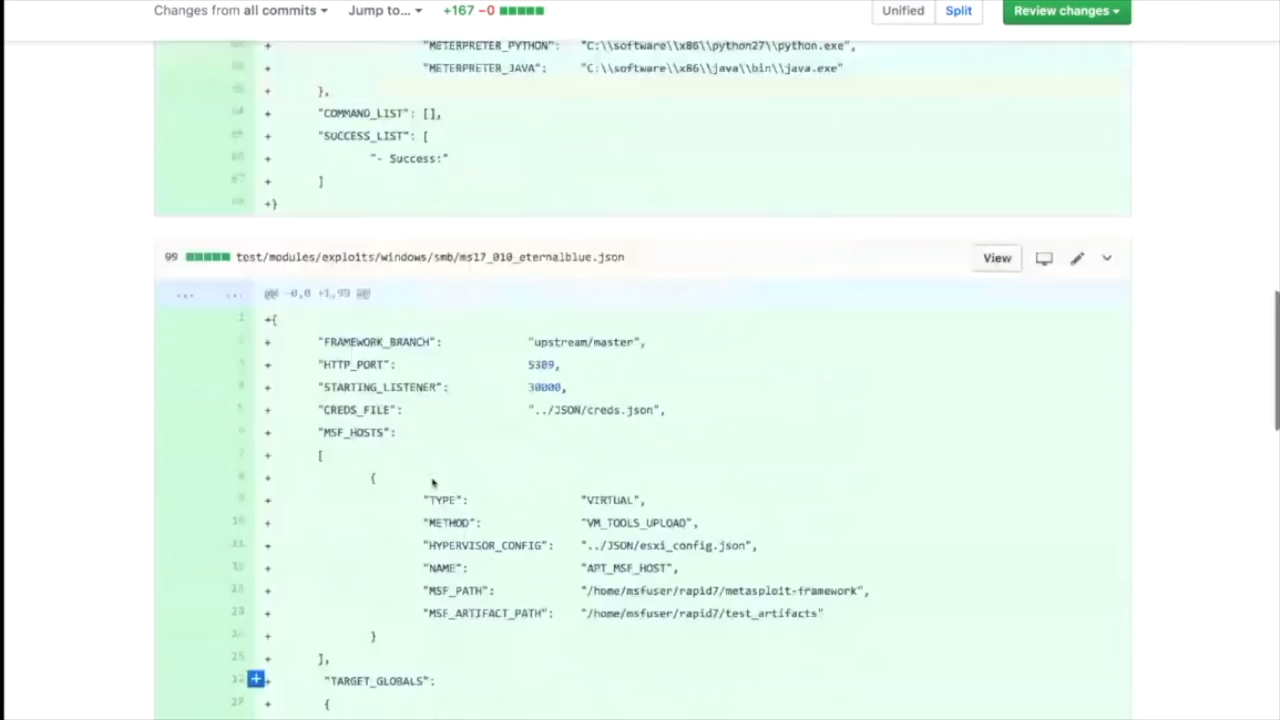 Changes from all commits Jump to... +167 −0 Unified Split Review changes
+ "METERPRETER_PYTHON": "C:\\software\\x86\\python27\\python.exe",
+ "METERPRETER_JAVA": "C:\\software\\x86\\java\\bin\\java.exe"
+ },
+ "COMMAND_LIST": [],
+ "SUCCESS_LIST": [
+ "- Success:"
+ ]
+}
99 test/modules/exploits/windows/smb/ms17_010_eternalblue.json View
... ... @@ -0,0 +1,99 @@
1 +{
+ "FRAMEWORK_BRANCH": "upstream/master",
+ "HTTP_PORT": 5309,
+ "STARTING_LISTENER": 30000,
5 + "CREDS_FILE": "../JSON/creds.json",
+ "MSF_HOSTS":
7 + [
+ {
+ "TYPE": "VIRTUAL",
+ "METHOD": "VM_TOOLS_UPLOAD",
+ "HYPERVISOR_CONFIG": "../JSON/esxi_config.json",
+ "NAME": "APT_MSF_HOST",
+ "MSF_PATH": "/home/msfuser/rapid7/metasploit-framework",
+ "MSF_ARTIFACT_PATH": "/home/msfuser/rapid7/test_artifacts"
+ }
+ ],
+ "TARGET_GLOBALS":
+ {